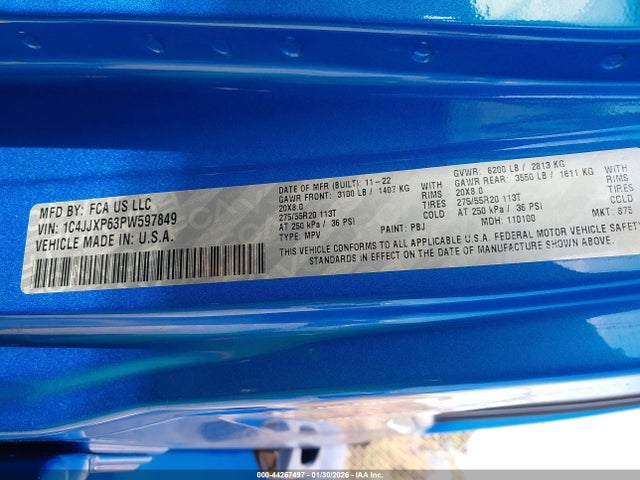 MFD BY: FCA US LLC
VIN: 1C4JJXP63PW597849
VEHICLE MADE IN: U.S.A.
DATE OF MFR (BUILT): 11-22
GAWR FRONT: 3100 LB / 1407 KG WITH
20X8.0 RIMS
275/55R20 113T TIRES
AT 250 kPa / 36 PSI COLD
TYPE: MPV PAINT: PBJ MDH: 110100 MKT: 875
GVWR: 6200 LB / 2813 KG
GAWR REAR: 3550 LB / 1611 KG WITH
20X8.0 RIMS
275/55R20 113T TIRES
AT 250 kPa / 36 PSI COLD
THIS VEHICLE CONFORMS TO ALL APPLICABLE U.S.A. FEDERAL MOTOR VEHICLE SAFETY
STANDARDS IN EFFECT ON THE DATE OF MANUFACTURE SHOWN ABOVE
IAA 000 - 44267497 - 01/30/2026 - IAAI.COM